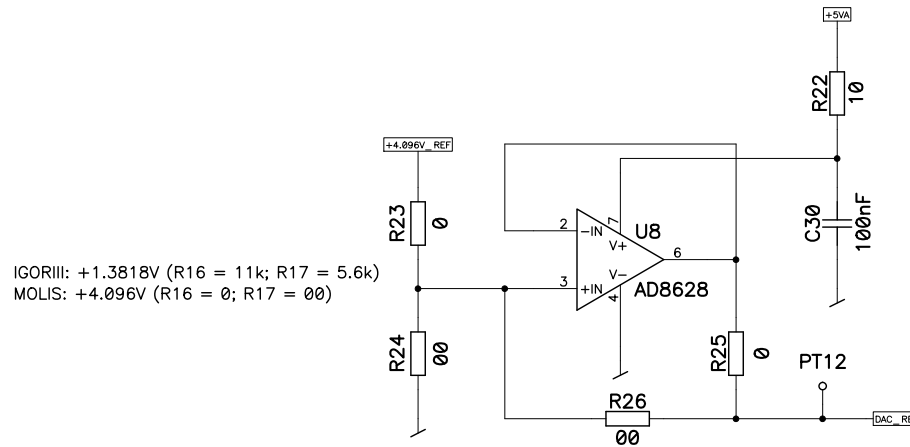 +5VA
R22
10
+4.096V_REF
R23
0
C30
100nF
2
-IN
7
V+
U8
6
3
+IN
V-
4
AD8628
IGORIII: +1.3818V (R16 = 11k; R17 = 5.6k)
MOLIS: +4.096V (R16 = 0; R17 = 00)
R24
00
R25
0
PT12
R26
00
DAC_RE